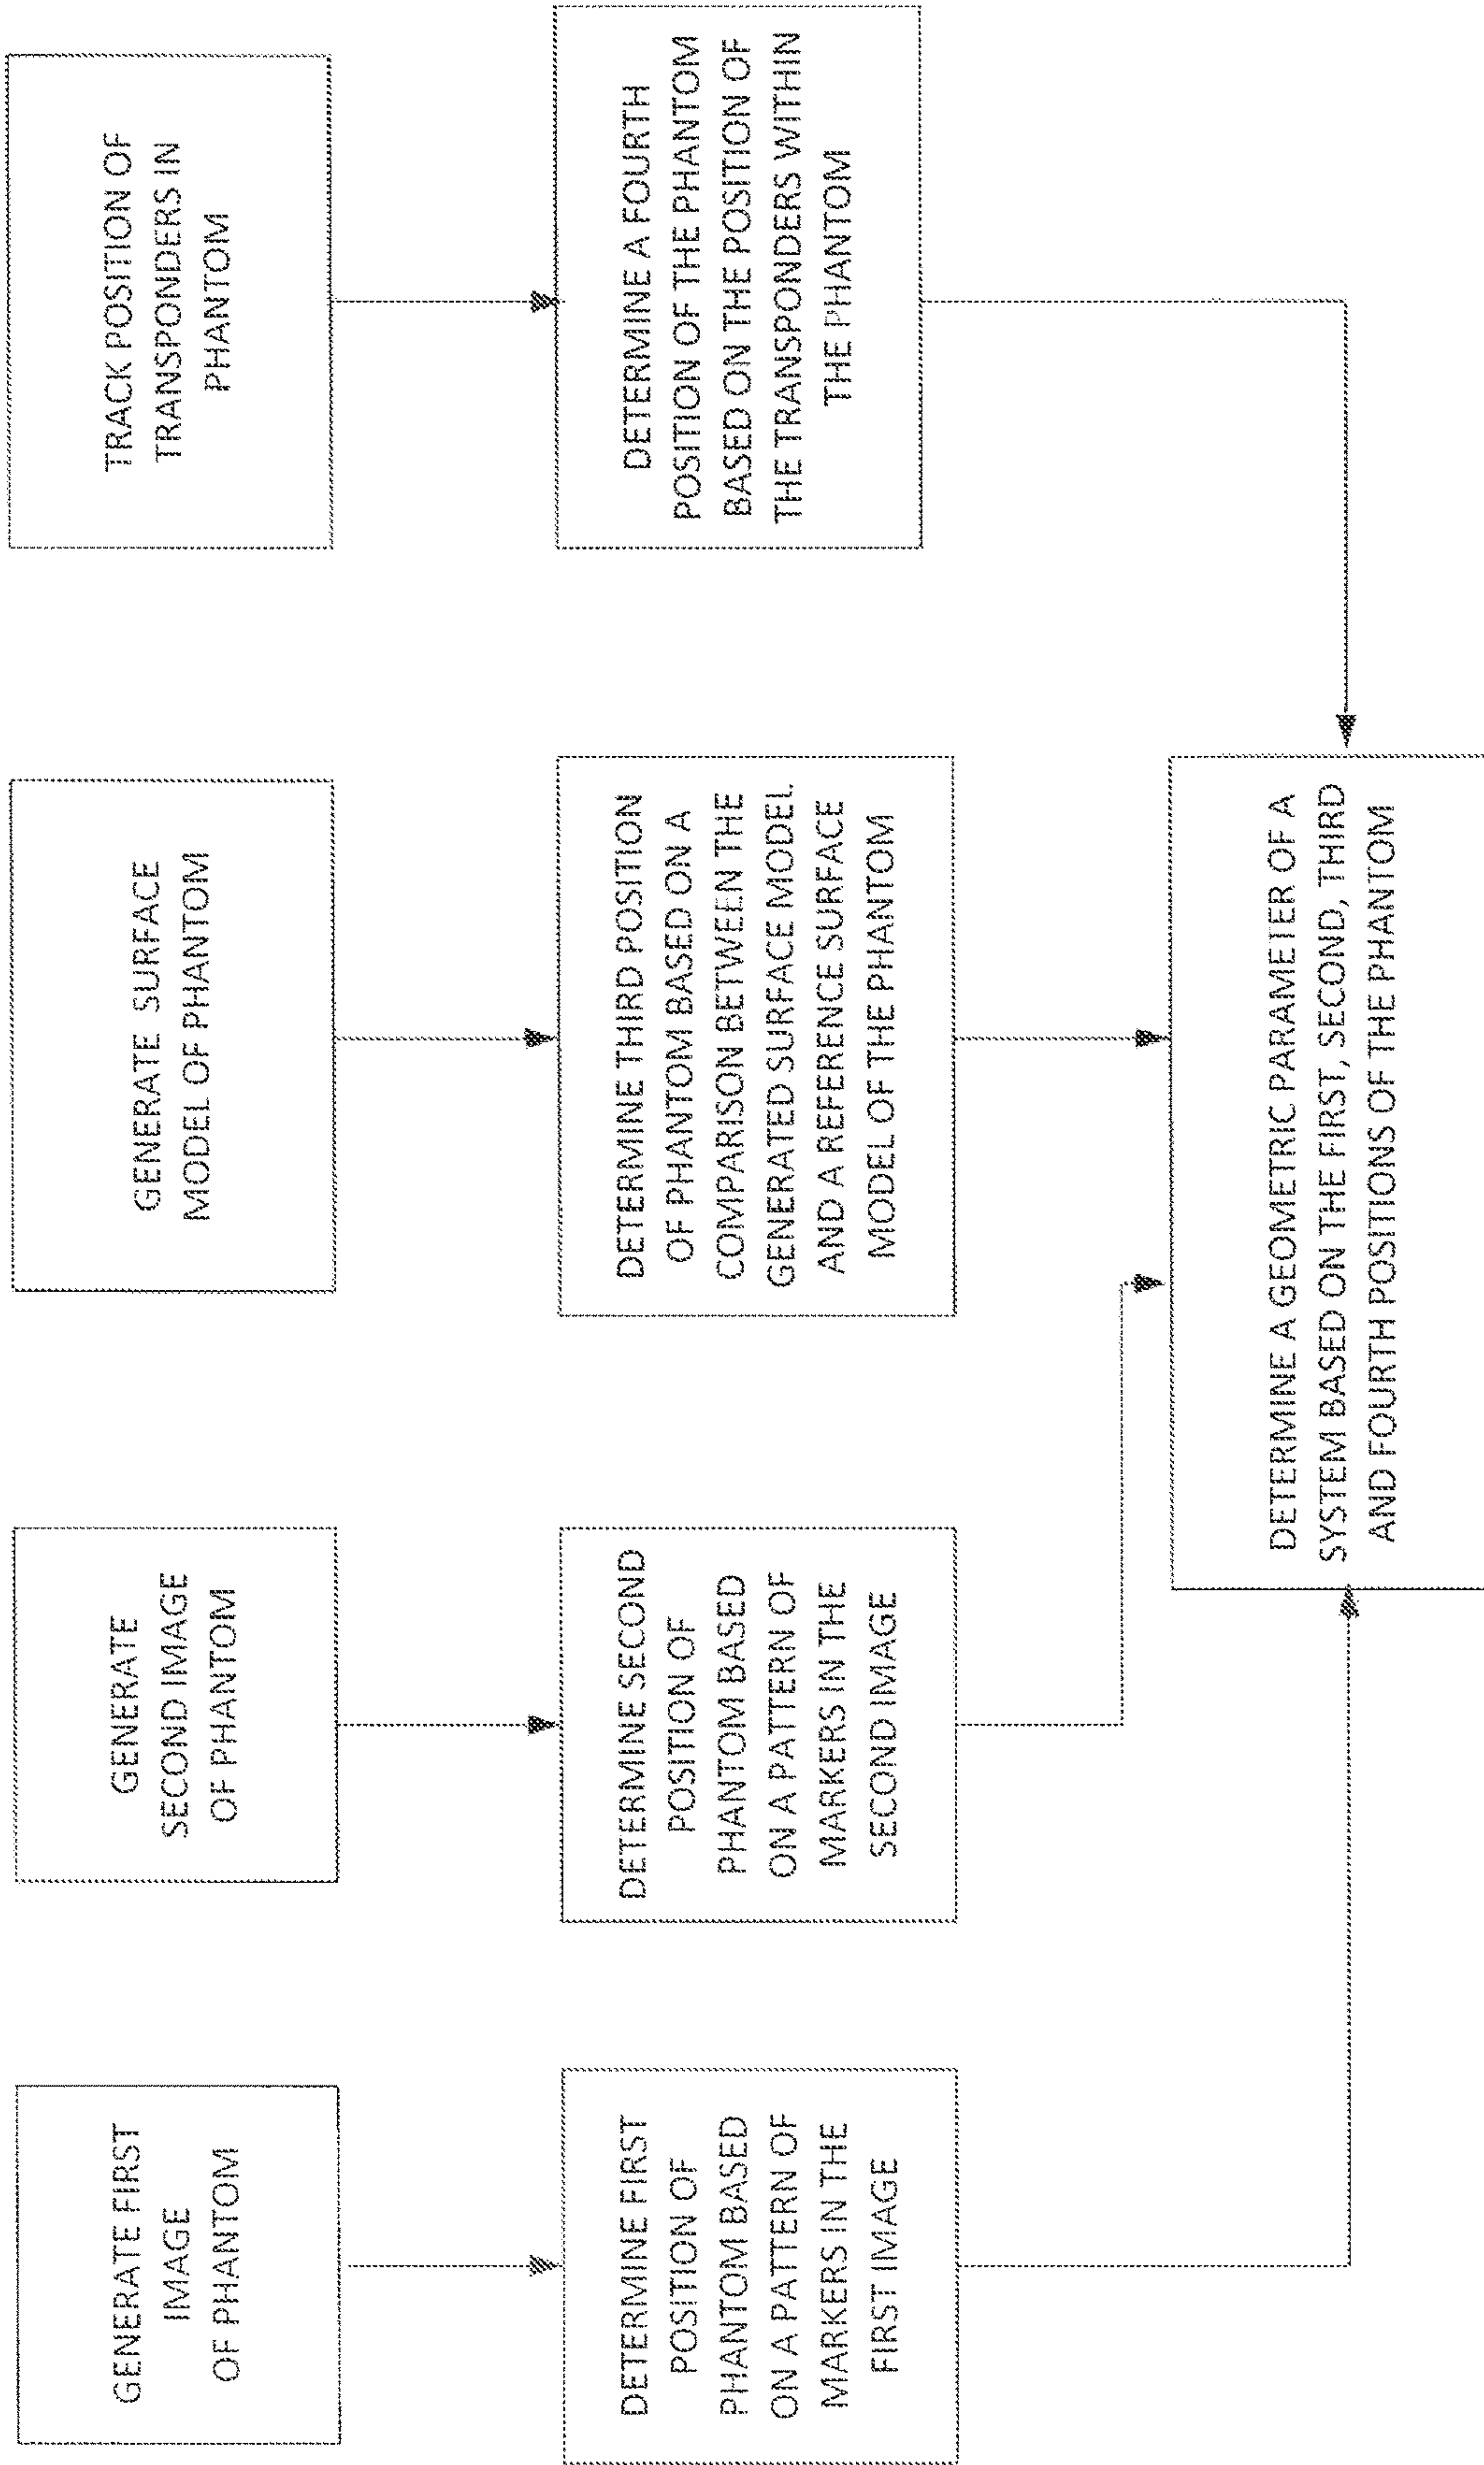 GENERATE FIRST
IMAGE
OF PHANTOM
GENERATE
SECOND IMAGE
OF PHANTOM
GENERATE SURFACE
MODEL OF PHANTOM
TRACK POSITION OF
TRANSPONDERS IN
PHANTOM
DETERMINE FIRST
POSITION OF
PHANTOM BASED
ON A PATTERN OF
MARKERS IN THE
FIRST IMAGE
DETERMINE SECOND
POSITION OF
PHANTOM BASED
ON A PATTERN OF
MARKERS IN THE
SECOND IMAGE
DETERMINE THIRD POSITION
OF PHANTOM BASED ON A
COMPARISON BETWEEN THE
GENERATED SURFACE MODEL
AND A REFERENCE SURFACE
MODEL OF THE PHANTOM
DETERMINE A FOURTH
POSITION OF THE PHANTOM
BASED ON THE POSITION OF
THE TRANSPONDERS WITHIN
THE PHANTOM
DETERMINE A GEOMETRIC PARAMETER OF A
SYSTEM BASED ON THE FIRST, SECOND, THIRD
AND FOURTH POSITIONS OF THE PHANTOM